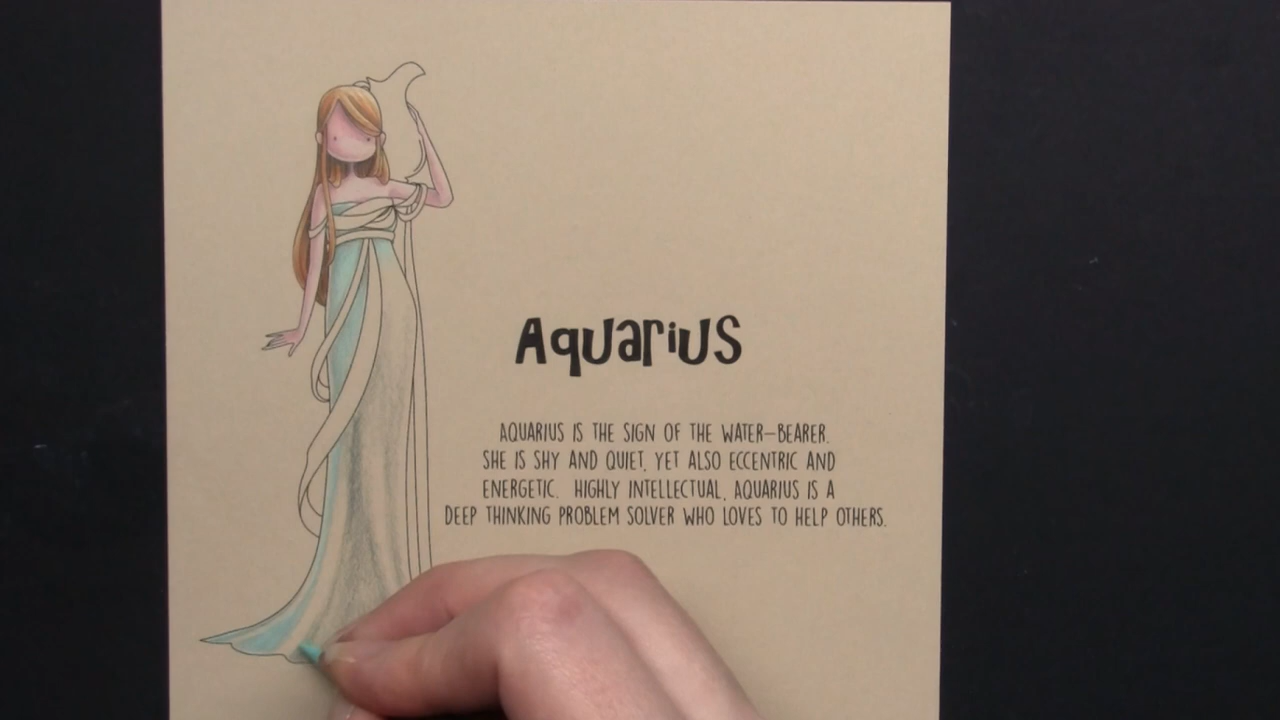 Aquarius
AQUARIUS IS THE SIGN OF THE WATER-BEARER.
SHE IS SHY AND QUIET, YET ALSO ECCENTRIC AND
ENERGETIC. HIGHLY INTELLECTUAL, AQUARIUS IS A
DEEP THINKING PROBLEM SOLVER WHO LOVES TO HELP OTHERS.